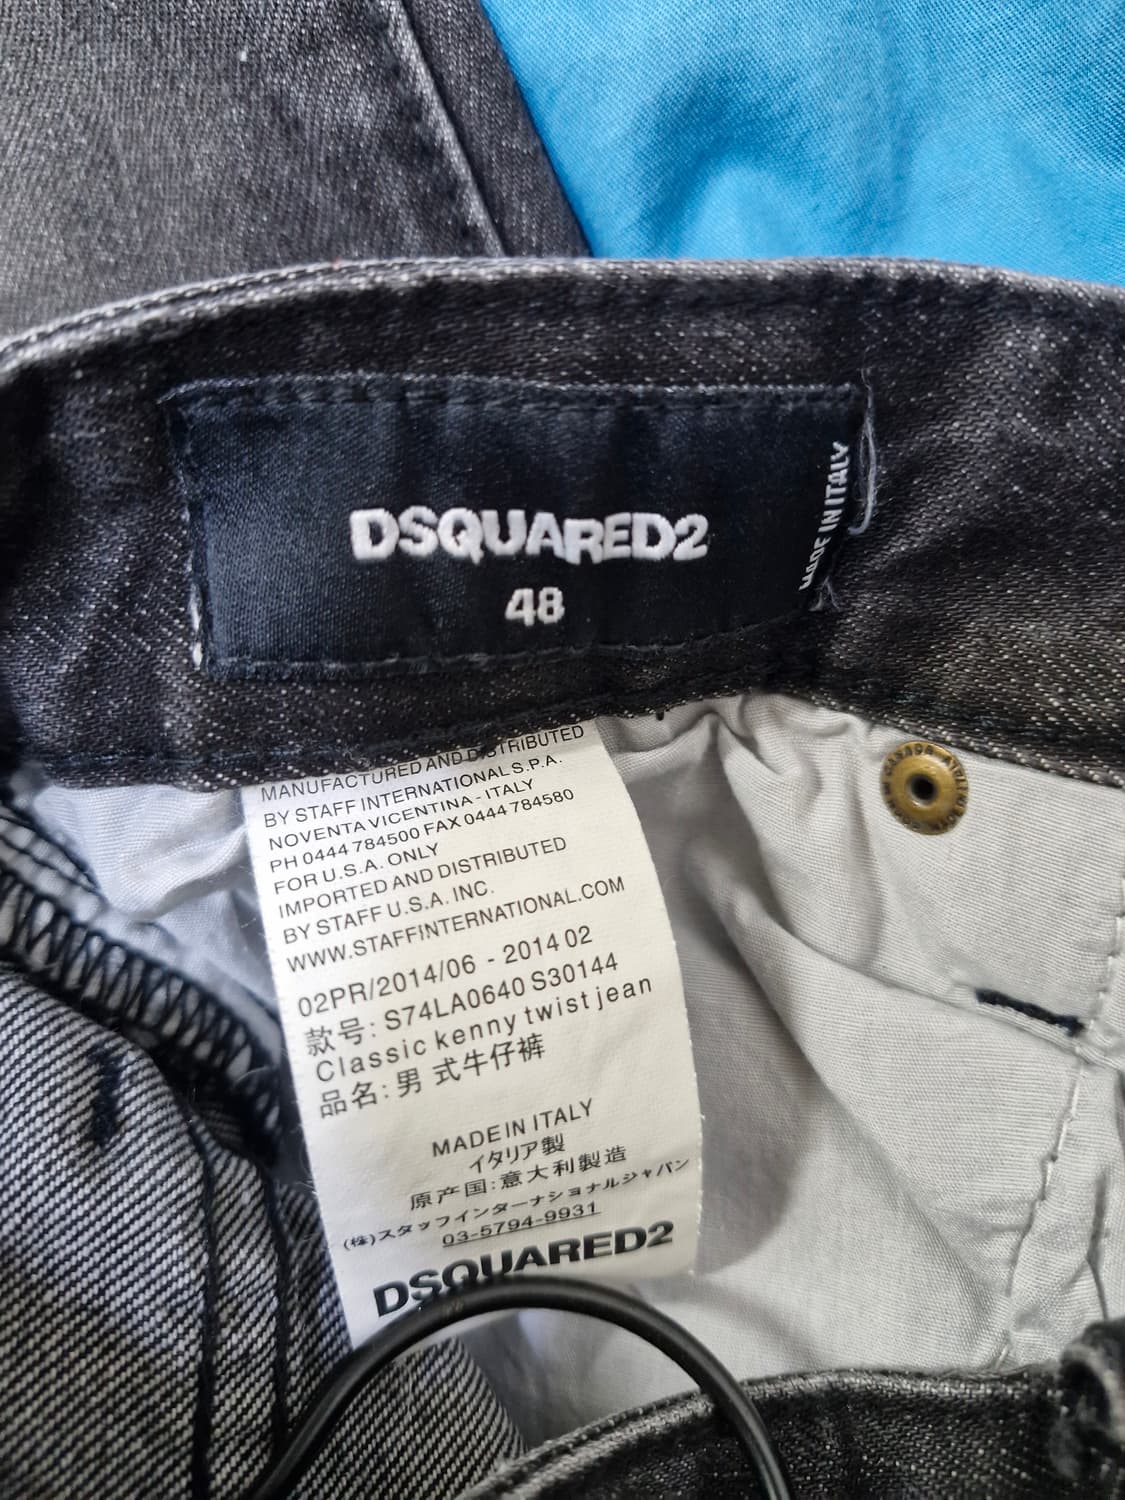 DSQUARED2
48
MADE IN ITALY
MANUFACTURED AND DISTRIBUTED
BY STAFF INTERNATIONAL S.P.A.
NOVENTA VICENTINA - ITALY
PH 0444 784500 FAX 0444 784580
FOR U.S.A. ONLY
IMPORTED AND DISTRIBUTED
BY STAFF U.S.A. INC.
WWW.STAFFINTERNATIONAL.COM
02PR/2014/06 - 2014 02
款号: S74LA0640 S30144
Classic kenny twist jean
品名: 男 式牛仔裤
MADE IN ITALY
イタリア製
原产国:意大利製造
(株)スタッフインターナショナルジャパン
03-5794-9931
DSQUARED2